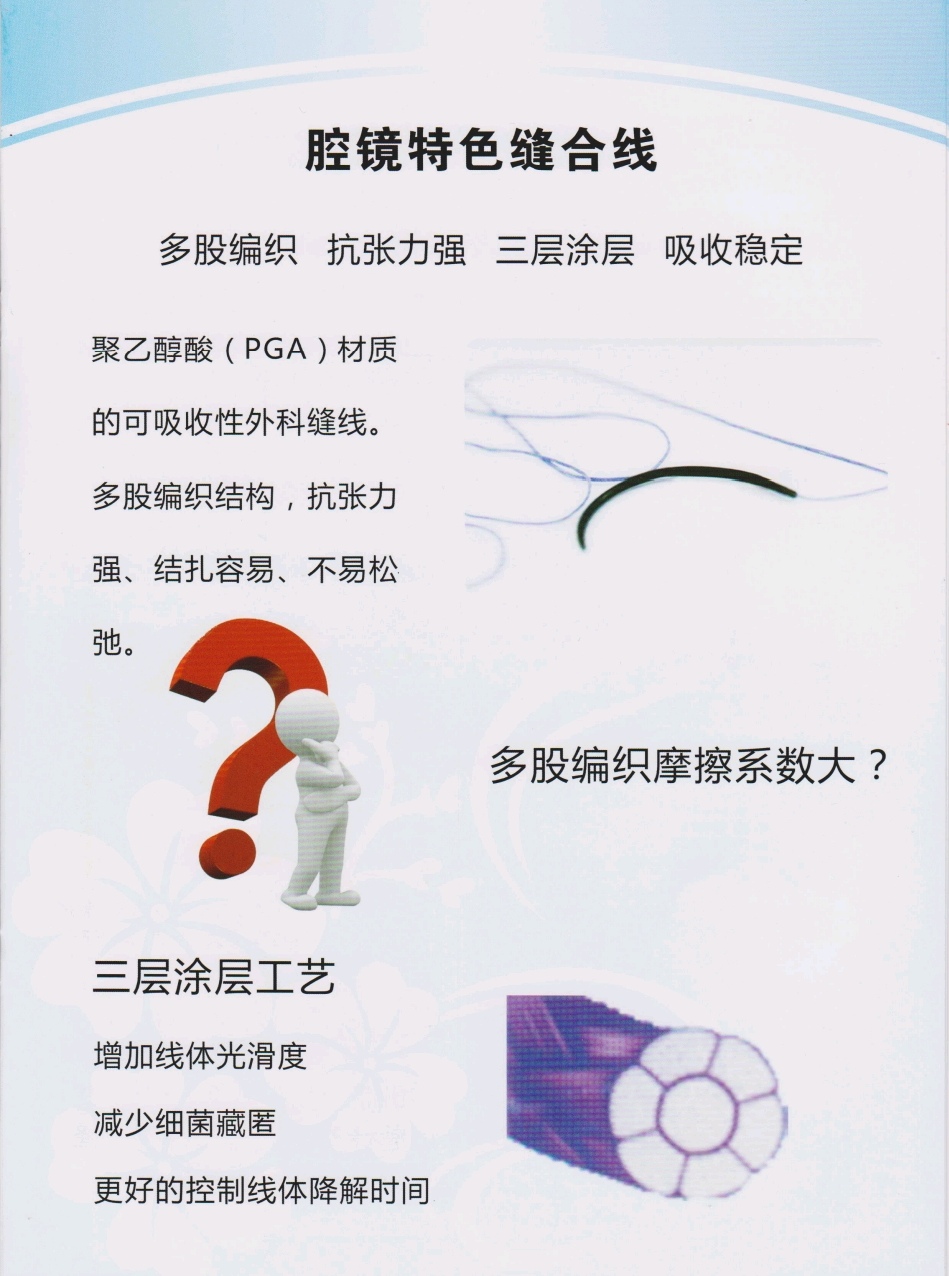 腔镜特色缝合线
多股编织 抗张力强 三层涂层 吸收稳定
聚乙醇酸（PGA）材质
的可吸收性外科缝线。
多股编织结构，抗张力
强、结扎容易、不易松
弛。
多股编织摩擦系数大？
三层涂层工艺
增加线体光滑度
减少细菌藏匿
更好的控制线体降解时间